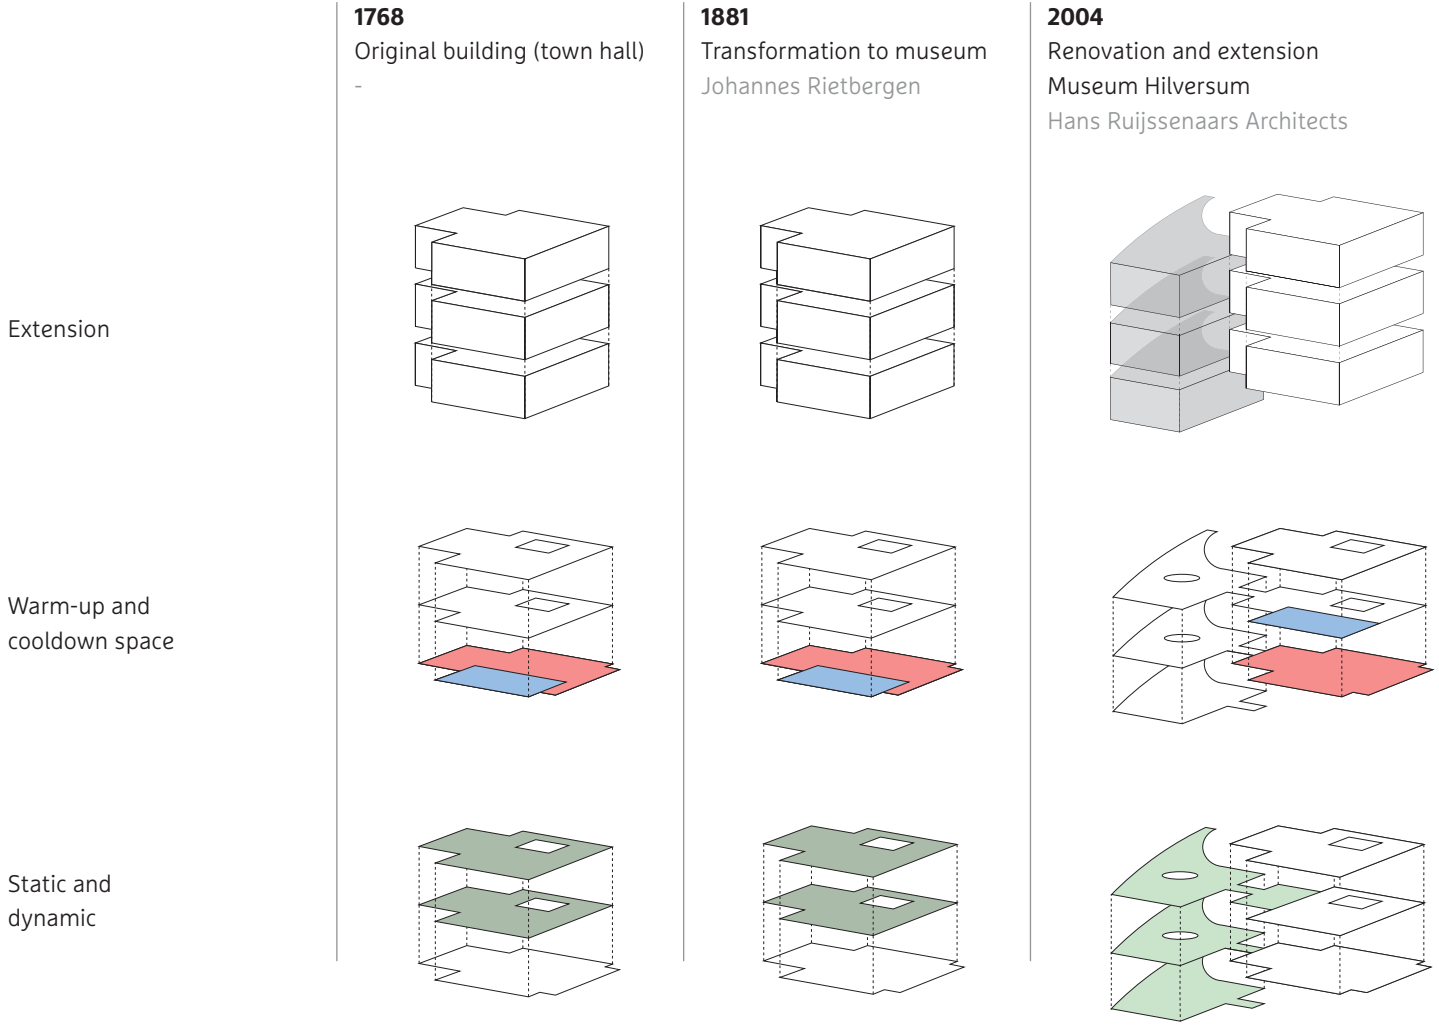 1768
Original building (town hall)
-
1881
Transformation to museum
Johannes Rietbergen
2004
Renovation and extension
Museum Hilversum
Hans Ruijssenaars Architects
Extension
Warm-up and
cooldown space
Static and
dynamic